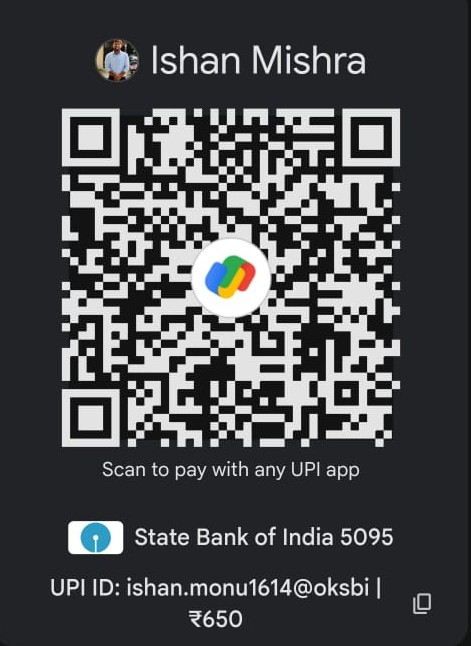 Ishan Mishra
Scan to pay with any UPI app
State Bank of India 5095
UPI ID: ishan.monu1614@oksbi |
₹650